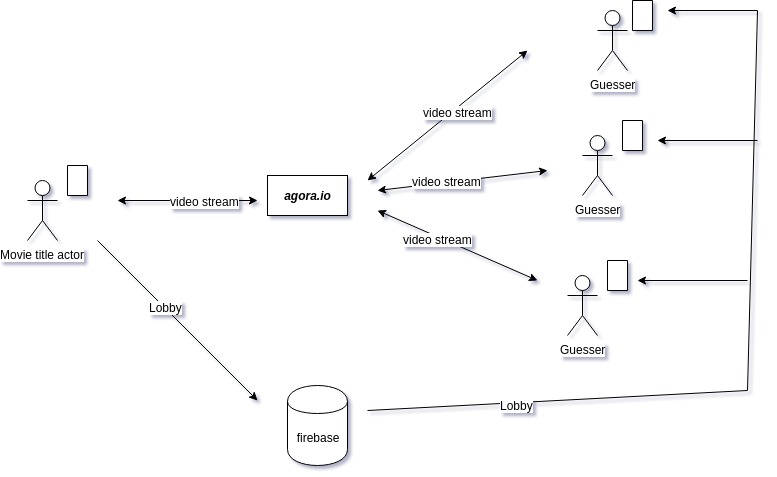 Guesser
video stream
video stream
agora.io
video stream
Guesser
Movie title actor
video stream
Lobby
Guesser
Lobby
firebase